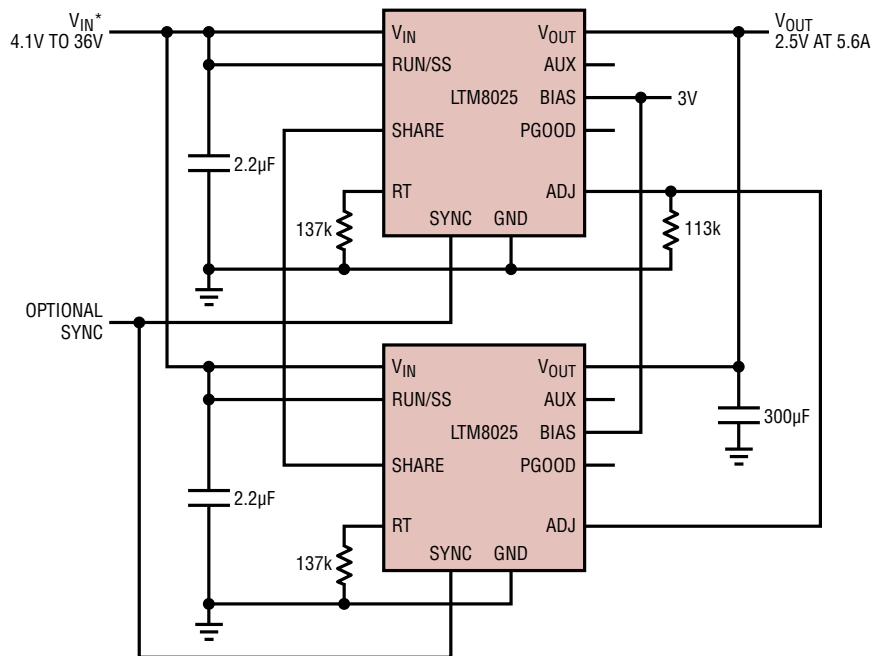 VIN*
4.1V TO 36V
VIN
VOUT
VOUT
2.5V AT 5.6A
RUN/SS
AUX
LTM8025
BIAS
3V
SHARE
PGOOD
2.2µF
RT
ADJ
137k
SYNC
GND
113k
OPTIONAL
SYNC
VIN
VOUT
RUN/SS
AUX
LTM8025
BIAS
300µF
SHARE
PGOOD
2.2µF
RT
ADJ
137k
SYNC
GND